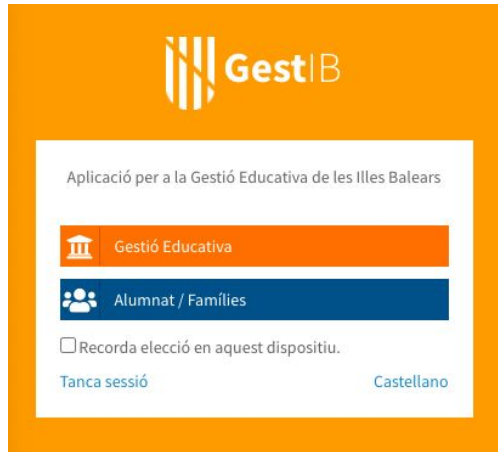 GestIB
Aplicació per a la Gestió Educativa de les Illes Balears
Gestió Educativa
Alumnat / Famílies
Recorda elecció en aquest dispositiu.
Tanca sessió
Castellano